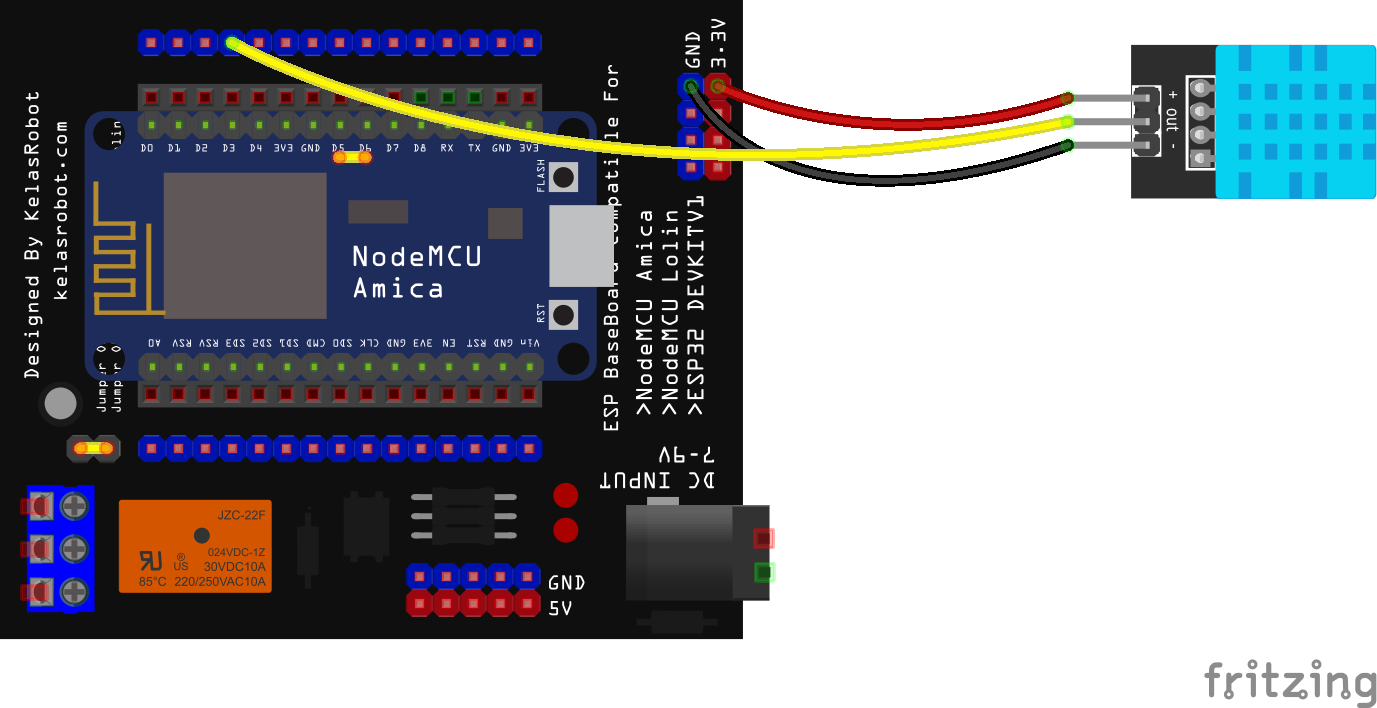 GND
3.3V
Designed By KelasRobot
kelasrobot.com
lin
D0 D1 D2 D3 D4 3V3 GND D5 D6 D7 D8 RX TX GND 3V3
FLASH
NodeMCU
Amica
RST
A0 RSV RSV SD3 SD2 SD1 CMD SD0 CLK GND 3V3 EN RST GND Vin
Jumper
Jumper
ESP BaseBoard Compatible For
>NodeMCU Amica
>NodeMCU Lolin
>ESP32 DEVKITV1
+
out
-
DC INPUT
7-9V
JZC-22F
024VDC-1Z
30VDC10A
220/250VAC10A
® US
85°C
GND
5V
fritzing